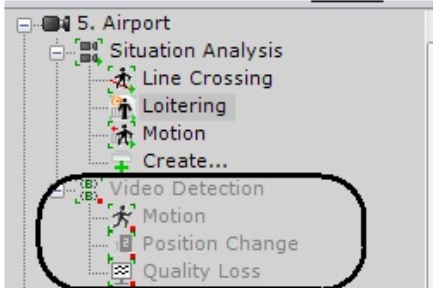 5. Airport
Situation Analysis
Line Crossing
Loitering
Motion
Create...
Video Detection
Motion
Position Change
Quality Loss